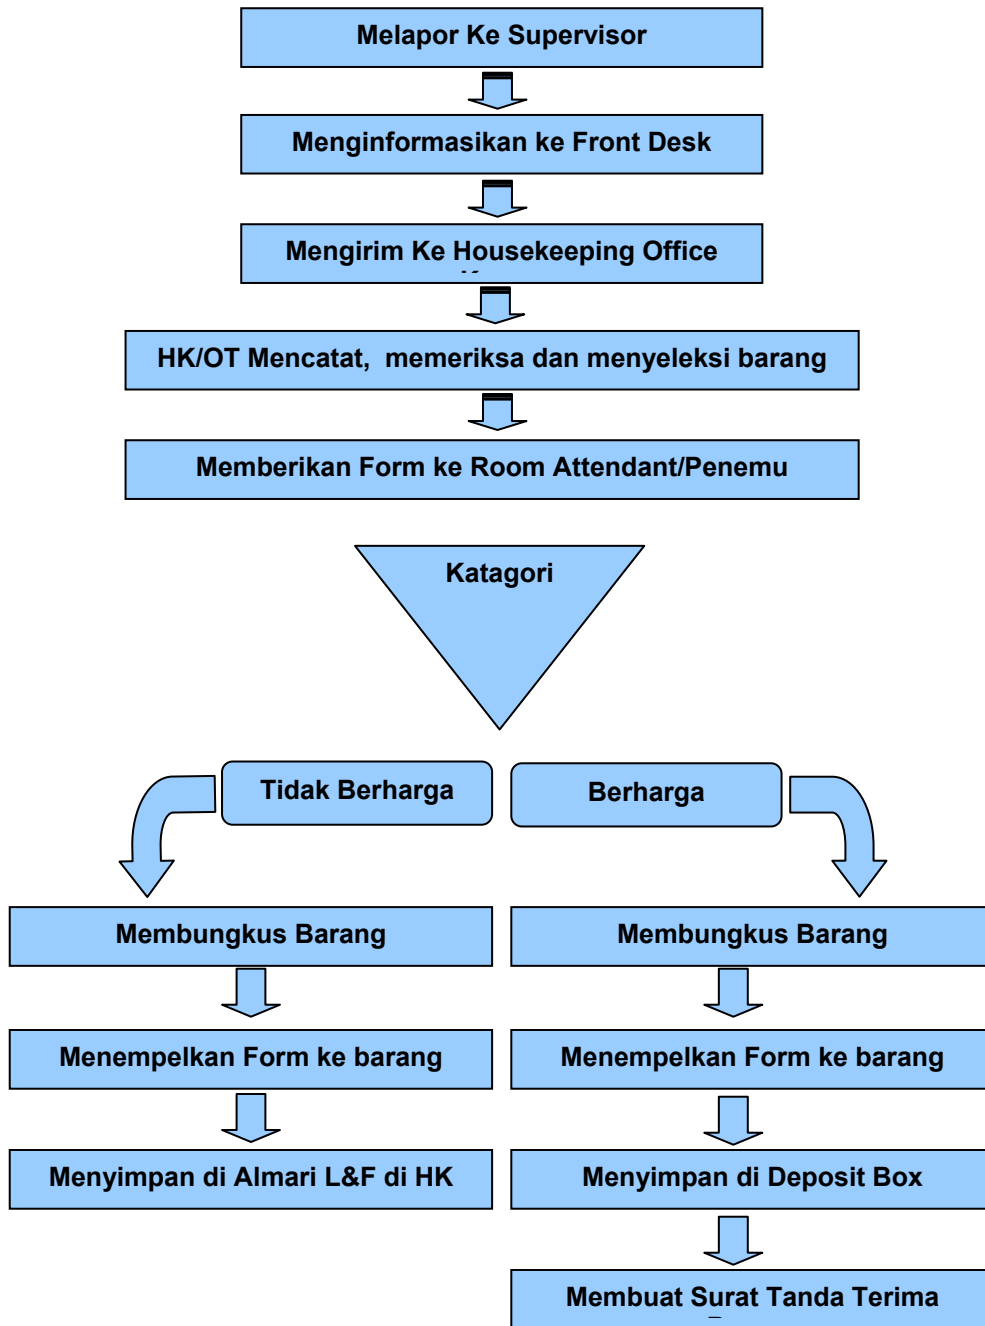 Melapor Ke Supervisor
Menginformasikan ke Front Desk
Mengirim Ke Housekeeping Office
HK/OT Mencatat, memeriksa dan menyeleksi barang
Memberikan Form ke Room Attendant/Penemu
Katagori
Tidak Berharga
Berharga
Membungkus Barang
Membungkus Barang
Menempelkan Form ke barang
Menempelkan Form ke barang
Menyimpan di Almari L&F di HK
Menyimpan di Deposit Box
Membuat Surat Tanda Terima